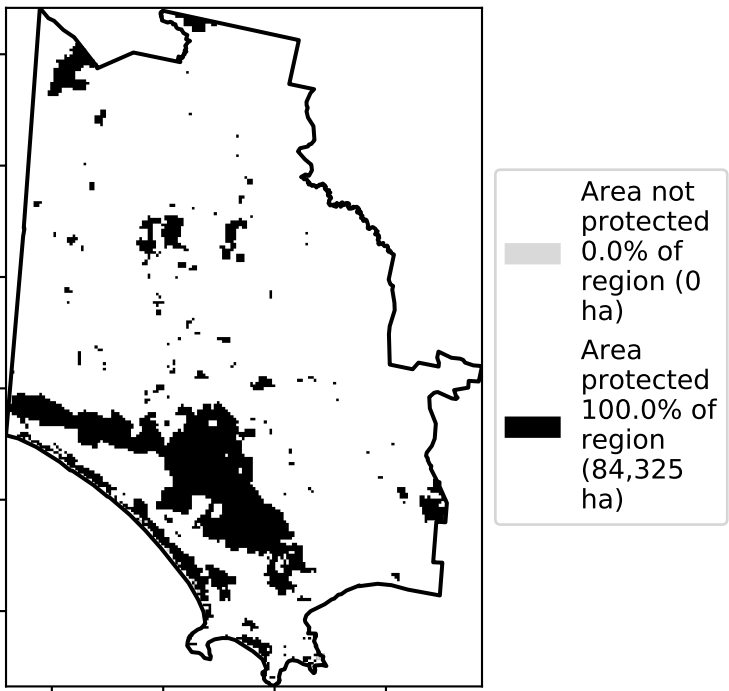 Area not
protected
0.0% of
region (0
ha)
Area
protected
100.0% of
region
(84,325
ha)